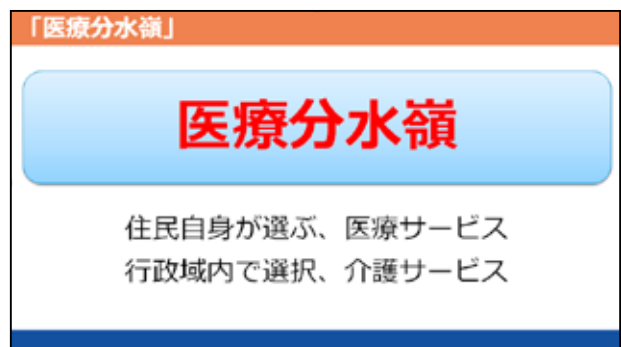 「医療分水嶺」
医療分水嶺
住民自身が選ぶ、医療サービス
行政域内で選択、介護サービス